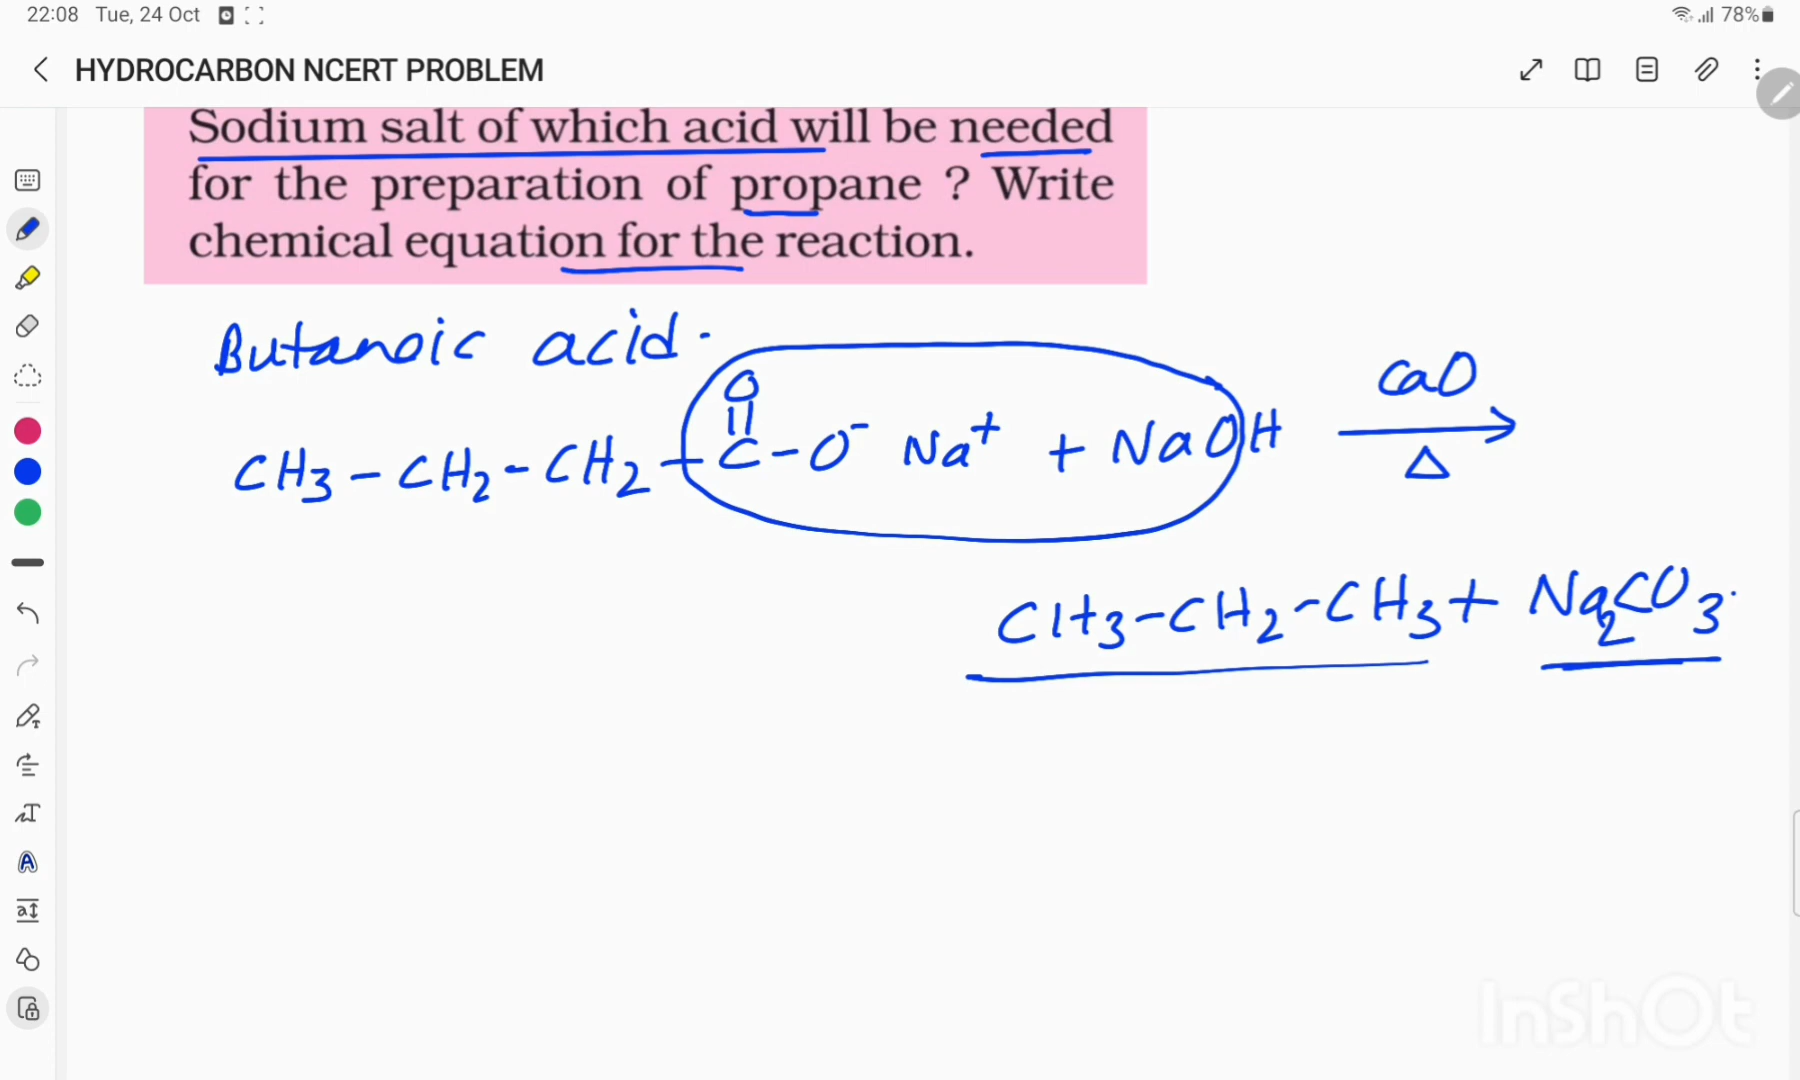 22:08 Tue, 24 Oct 78%
HYDROCARBON NCERT PROBLEM
Sodium salt of which acid will be needed
for the preparation of propane ? Write
chemical equation for the reaction.
Butanoic acid.
O
||
CH3 - CH2 - CH2 - C - O⁻ Na⁺ + NaOH CaO → Δ
CH3-CH2-CH3 + Na2CO3.
InShOt